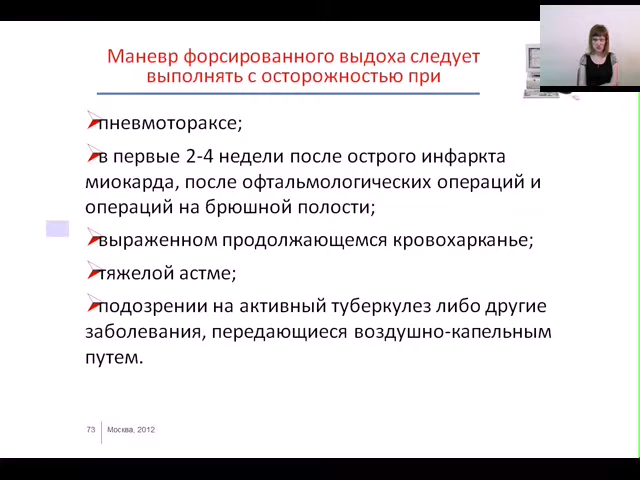 Маневр форсированного выдоха следует
выполнять с осторожностью при
пневмотораксе;
в первые 2-4 недели после острого инфаркта
миокарда, после офтальмологических операций и
операций на брюшной полости;
выраженном продолжающемся кровохарканье;
тяжелой астме;
подозрении на активный туберкулез либо другие
заболевания, передающиеся воздушно-капельным
путем.
73 Москва, 2012